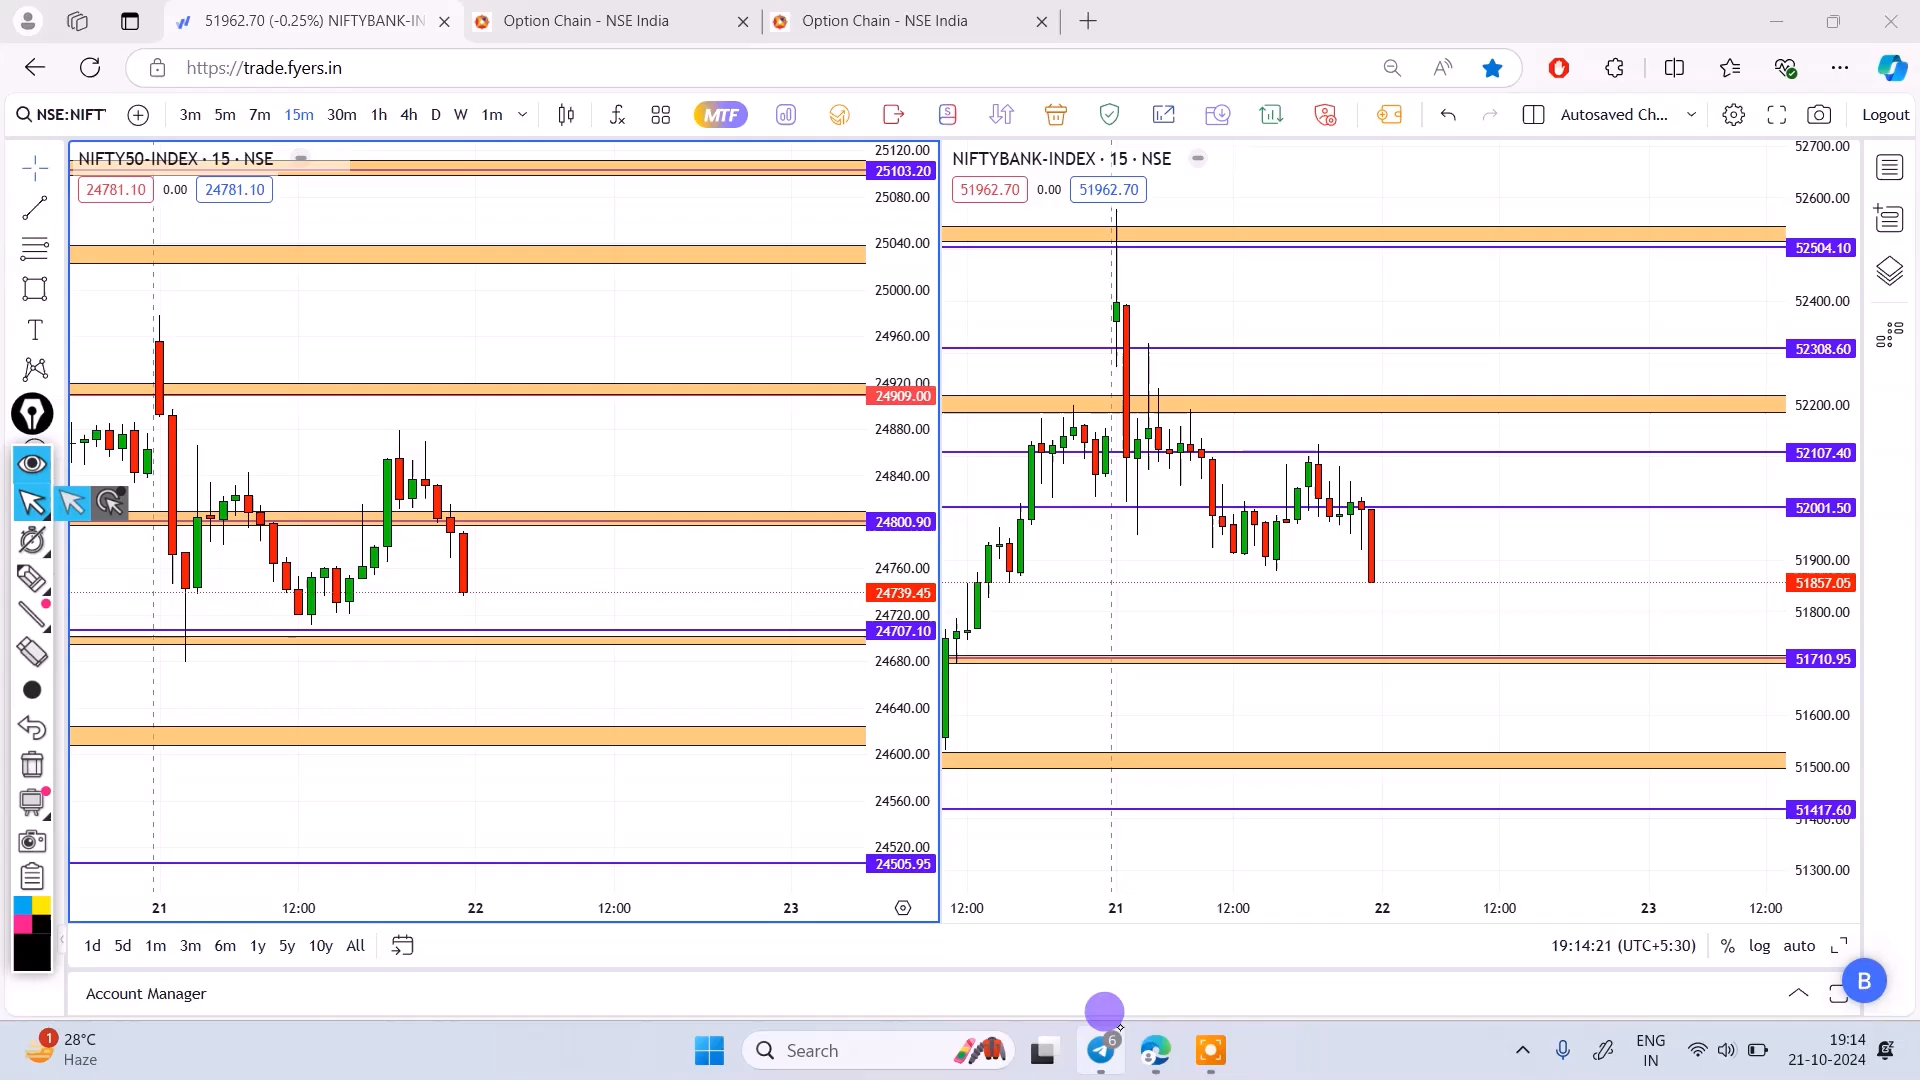 51962.70 (-0.25%) NIFTYBANK-IN
Option Chain - NSE India
Option Chain - NSE India
https://trade.fyers.in
NSE:NIFT
3m 5m 7m 15m 30m 1h 4h D W 1m
MTF
Autosaved Ch...
Logout
NIFTY50-INDEX · 15 · NSE
24781.10 0.00 24781.10
25120.00
25103.20
25080.00
25040.00
25000.00
24960.00
24920.00
24909.00
24880.00
24840.00
24800.90
24760.00
24739.45
24720.00
24707.10
24680.00
24640.00
24600.00
24560.00
24520.00
24505.95
21 12:00 22 12:00 23
NIFTYBANK-INDEX · 15 · NSE
51962.70 0.00 51962.70
52700.00
52600.00
52504.10
52400.00
52308.60
52200.00
52107.40
52001.50
51900.00
51857.05
51800.00
51710.95
51600.00
51500.00
51417.60
51400.00
51300.00
12:00 21 12:00 22 12:00 23 12:00
1d 5d 1m 3m 6m 1y 5y 10y All
19:14:21 (UTC+5:30) % log auto
Account Manager
B
1
28°C
Haze
Search
6
ENG
IN
19:14
21-10-2024